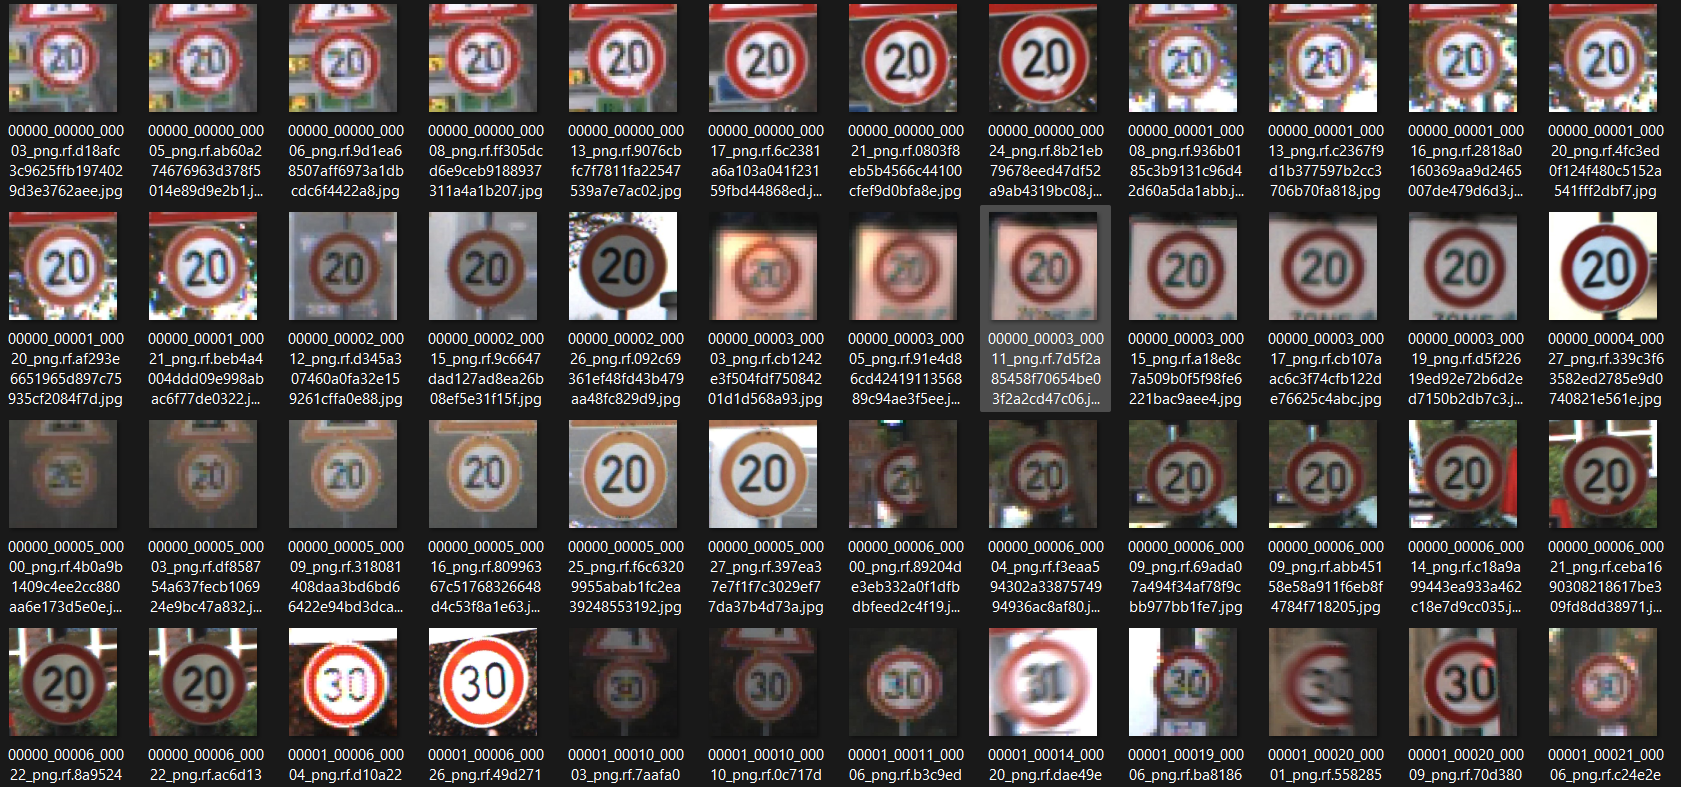 20
00000_00000_000
03_png.rf.d18afc
3c9625ffb197402
9d3e3762aee.jpg
20
00000_00000_000
05_png.rf.ab60a2
74676963d378f5
014e89d9e2b1.j...
20
00000_00000_000
06_png.rf.9d1ea6
8507aff6973a1db
cdc6f4422a8.jpg
20
00000_00000_000
08_png.rf.ff305dc
d6e9ceb9188937
311a4a1b207.jpg
20
00000_00000_000
13_png.rf.9076cb
fc7f7811fa22547
539a7e7ac02.jpg
20
00000_00000_000
17_png.rf.6c2381
a6a103a041f231
59fbd44868ed.j...
20
00000_00000_000
21_png.rf.0803f8
eb5b4566c44100
cfef9d0bfa8e.jpg
20
00000_00000_000
24_png.rf.8b21eb
79678eed47df52
a9ab4319bc08.j...
20
00000_00001_000
08_png.rf.936b01
85c3b9131c96d4
2d60a5da1abb.j...
20
00000_00001_000
13_png.rf.c2367f9
d1b377597b2cc3
706b70fa818.jpg
20
00000_00001_000
16_png.rf.2818a0
160369aa9d2465
007de479d6d3.j...
20
00000_00001_000
20_png.rf.4fc3ed
0f124f480c5152a
541fff2dbf7.jpg
20
00000_00001_000
20_png.rf.af293e
6651965d897c75
935cf2084f7d.jpg
20
00000_00001_000
21_png.rf.beb4a4
004ddd09e998ab
ac6f77de0322.j...
20
00000_00002_000
12_png.rf.d345a3
07460a0fa32e15
9261cffa0e88.jpg
20
00000_00002_000
15_png.rf.9c6647
dad127ad8ea26b
08ef5e31f15f.jpg
20
00000_00002_000
26_png.rf.092c69
361ef48fd43b479
aa48fc829d9.jpg
20
00000_00003_000
03_png.rf.cb1242
e3f504fdf750842
01d1d568a93.jpg
20
00000_00003_000
05_png.rf.91e4d8
6cd42419113568
89c94ae3f5ee.j...
20
00000_00003_000
11_png.rf.7d5f2a
85458f70654be0
3f2a2cd47c06.j...
20
00000_00003_000
15_png.rf.a18e8c
7a509b0f5f98fe6
221bac9aee4.jpg
20
ZONE
00000_00003_000
17_png.rf.cb107a
ac6c3f74cfb122d
e76625c4abc.jpg
20
ZONE
00000_00003_000
19_png.rf.d5f226
19ed92e72b6d2e
d7150b2db7c3.j...
20
00000_00004_000
27_png.rf.339c3f6
3582ed2785e9d0
740821e561e.jpg
20
00000_00005_000
00_png.rf.4b0a9b
1409c4ee2cc880
aa6e173d5e0e.j...
20
00000_00005_000
03_png.rf.df8587
54a637fecb1069
24e9bc47a832.j...
20
00000_00005_000
09_png.rf.318081
408daa3bd6bd6
6422e94bd3dca...
20
00000_00005_000
16_png.rf.809963
67c51768326648
d4c53f8a1e63.j...
20
00000_00005_000
25_png.rf.f6c6320
9955abab1fc2ea
39248553192.jpg
20
00000_00005_000
27_png.rf.397ea3
7e7f1f7c3029ef7
7da37b4d73a.jpg
20
00000_00006_000
00_png.rf.89204d
e3eb332a0f1dfb
dbfeed2c4f19.j...
20
00000_00006_000
04_png.rf.f3eaa5
94302a33875749
94936ac8af80.j...
20
00000_00006_000
09_png.rf.69ada0
7a494f34af78f9c
bb977bb1fe7.jpg
20
00000_00006_000
09_png.rf.abb451
58e58a911f6eb8f
4784f718205.jpg
20
00000_00006_000
14_png.rf.c18a9a
99443ea933a462
c18e7d9cc035.j...
20
00000_00006_000
21_png.rf.ceba16
90308218617be3
09fd8dd38971.j...
20
00000_00006_000
22_png.rf.8a9524
20
00000_00006_000
22_png.rf.ac6d13
30
00001_00006_000
04_png.rf.d10a22
30
00001_00006_000
26_png.rf.49d271
30
00001_00010_000
03_png.rf.7aafa0
30
00001_00010_000
10_png.rf.0c717d
30
00001_00011_000
06_png.rf.b3c9ed
00001_00014_000
20_png.rf.dae49e
30
00001_00019_000
06_png.rf.ba8186
00001_00020_000
01_png.rf.558285
30
00001_00020_000
09_png.rf.70d380
30
00001_00021_000
06_png.rf.c24e2e